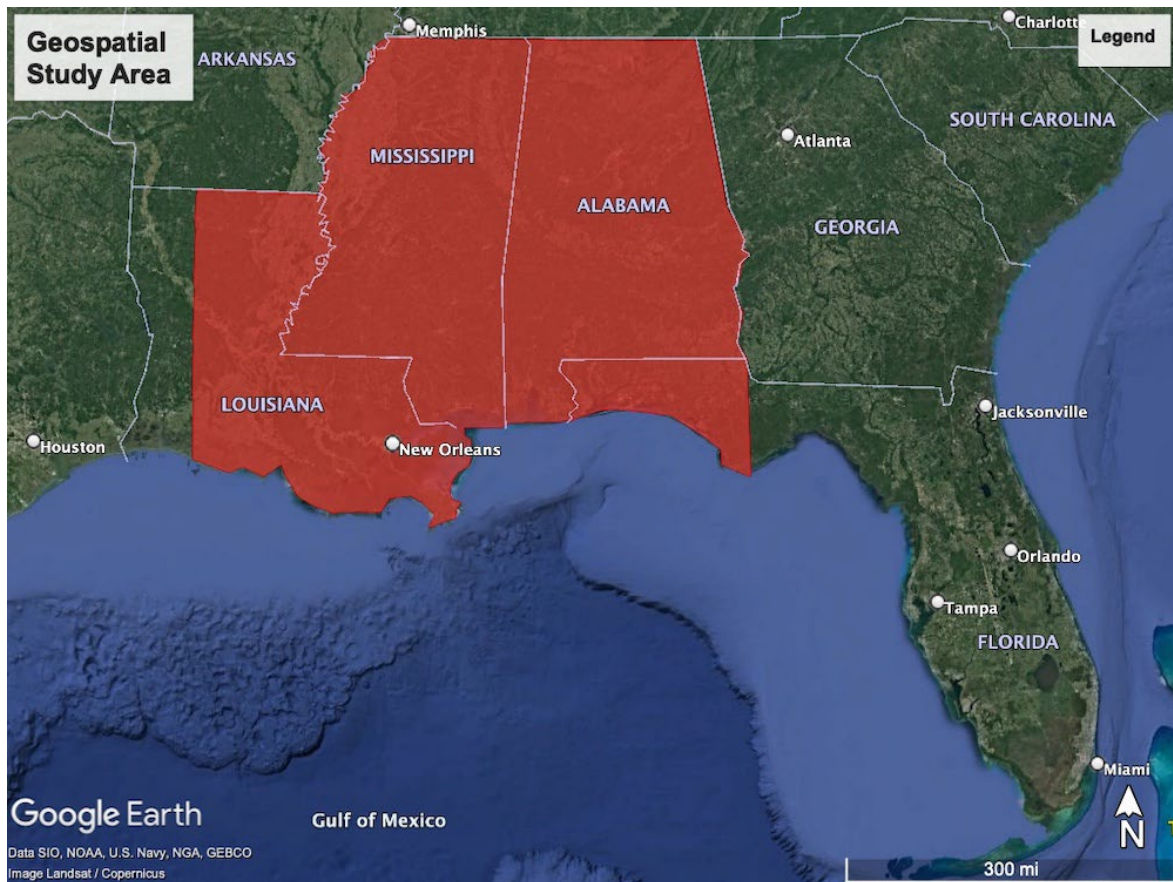 Geospatial
Study Area
Legend
Memphis
Charlotte
ARKANSAS
SOUTH CAROLINA
Atlanta
MISSISSIPPI
ALABAMA
GEORGIA
LOUISIANA
Jacksonville
Houston
New Orleans
Orlando
Tampa
FLORIDA
Miami
Google Earth
Gulf of Mexico
N
Data SIO, NOAA, U.S. Navy, NGA, GEBCO
Image Landsat / Copernicus
300 mi